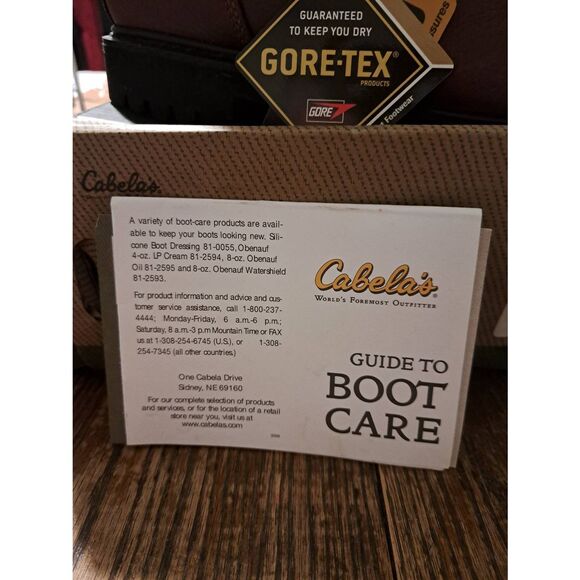 GUARANTEED
TO KEEP YOU DRY
GORE-TEX®
PRODUCTS
GORE
Footwear
Cabela's
A variety of boot-care products are avail-
able to keep your boots looking new. Sili-
cone Boot Dressing 81-0055, Obenauf
4-oz. LP Cream 81-2594, 8-oz. Obenauf
Oil 81-2595 and 8-oz. Obenauf Watershield
81-2593.
For product information and advice and cus-
tomer service assistance, call 1-800-237-
4444; Monday-Friday, 6 a.m.-6 p.m.;
Saturday, 8 a.m.-3 p.m Mountain Time or FAX
us at 1-308-254-6745 (U.S.), or 1-308-
254-7345 (all other countries.)
One Cabela Drive
Sidney, NE 69160
For our complete selection of products
and services, or for the location of a retail
store near you, visit us at
www.cabelas.com
Cabela's®
WORLD'S FOREMOST OUTFITTER
GUIDE TO
BOOT
CARE